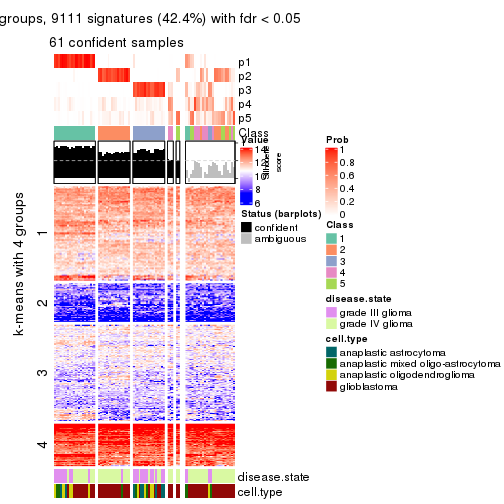 groups, 9111 signatures (42.4%) with fdr < 0.05
61 confident samples
p1
p2
p3
p4
p5
Class
k-means with 4 groups
1
2
3
4
disease.state
cell.type
Value
14
10
8
6
Silhouette
score
Status (barplots)
confident
ambiguous
Prob
1
0.8
0.6
0.4
0.2
0
Class
1
2
3
4
5
disease.state
grade III glioma
grade IV glioma
cell.type
anaplastic astrocytoma
anaplastic mixed oligo-astrocytoma
anaplastic oligodendroglioma
glioblastoma